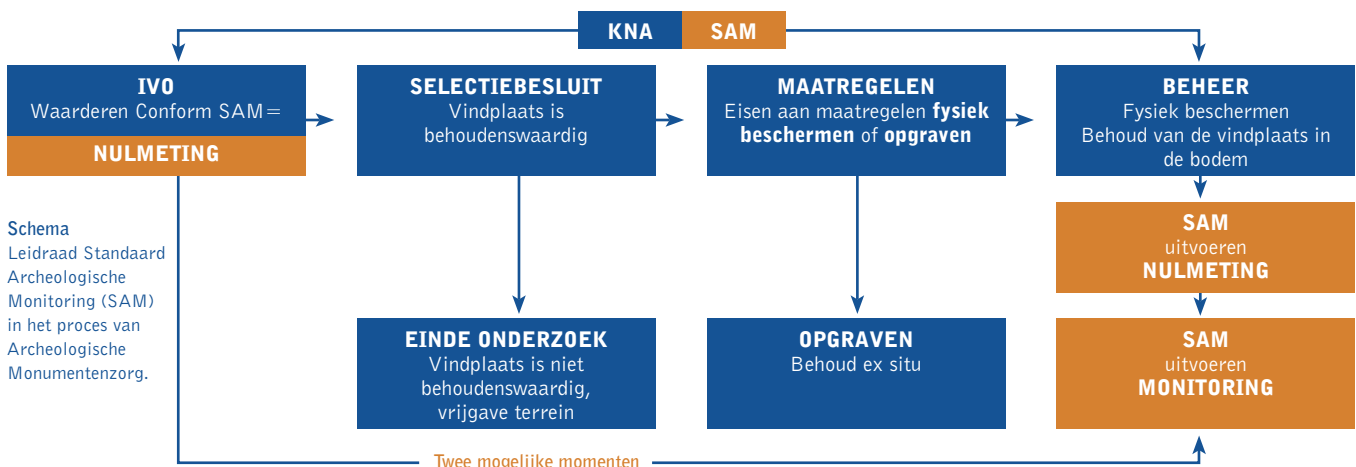 KNA SAM
IVO
Waarderen Conform SAM=
NULMETING
SELECTIEBESLUIT
Vindplaats is
behoudenswaardig
MAATREGELEN
Eisen aan maatregelen fysiek
beschermen of opgraven
BEHEER
Fysiek beschermen
Behoud van de vindplaats in
de bodem
Schema
Leidraad Standaard
Archeologische
Monitoring (SAM)
in het proces van
Archeologische
Monumentenzorg.
EINDE ONDERZOEK
Vindplaats is niet
behoudenswaardig,
vrijgave terrein
OPGRAVEN
Behoud ex situ
SAM
uitvoeren
NULMETING
SAM
uitvoeren
MONITORING
Twee mogelijke momenten